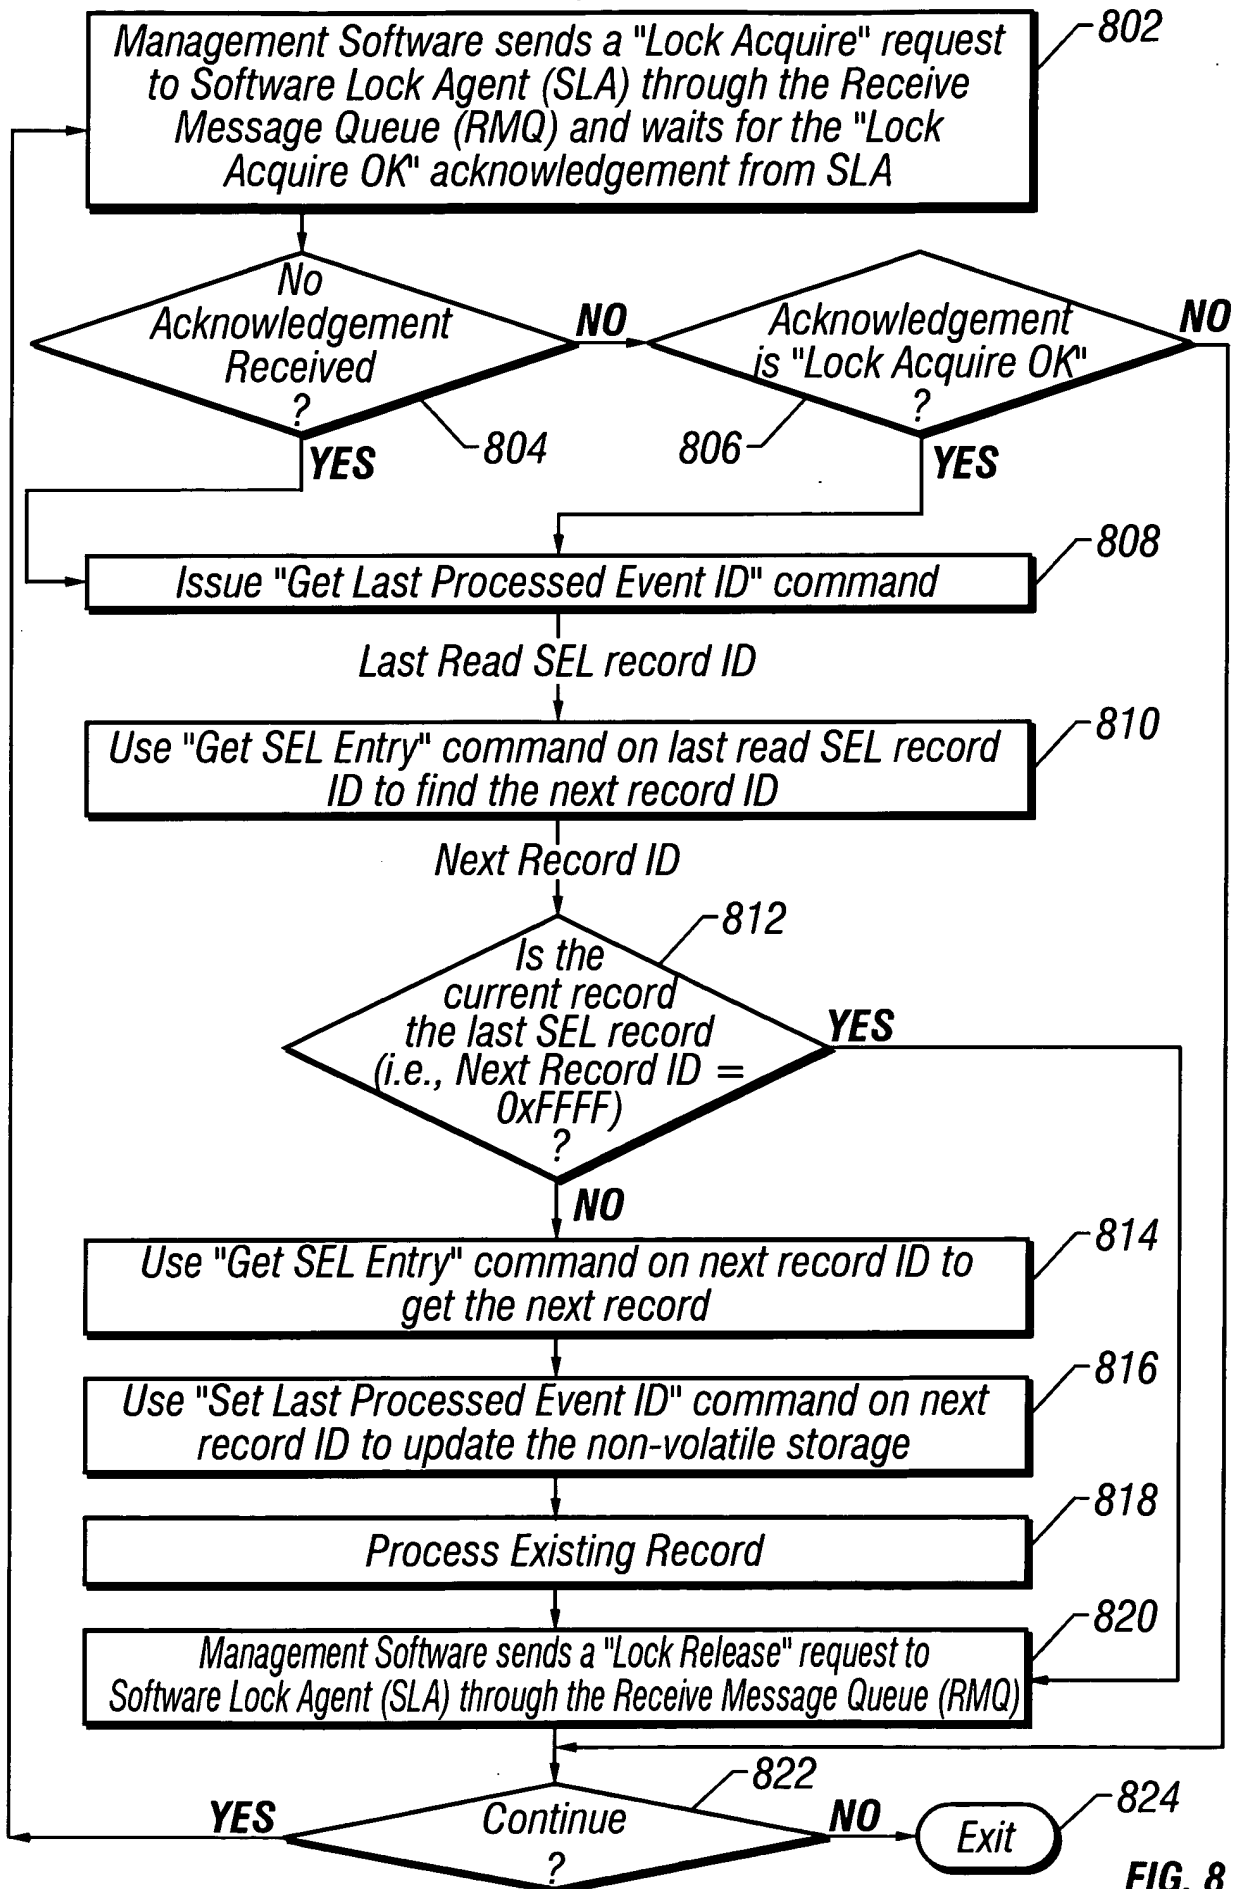 802
Management Software sends a "Lock Acquire" request
to Software Lock Agent (SLA) through the Receive
Message Queue (RMQ) and waits for the "Lock
Acquire OK" acknowledgement from SLA
No
Acknowledgement
Received
?
NO
Acknowledgement
is "Lock Acquire OK"
?
NO
804
806
YES
YES
808
Issue "Get Last Processed Event ID" command
Last Read SEL record ID
810
Use "Get SEL Entry" command on last read SEL record
ID to find the next record ID
Next Record ID
812
Is the
current record
the last SEL record
(i.e., Next Record ID =
0xFFFF)
?
YES
NO
814
Use "Get SEL Entry" command on next record ID to
get the next record
816
Use "Set Last Processed Event ID" command on next
record ID to update the non-volatile storage
818
Process Existing Record
820
Management Software sends a "Lock Release" request to
Software Lock Agent (SLA) through the Receive Message Queue (RMQ)
822
YES
Continue
?
NO
824
Exit
FIG. 8